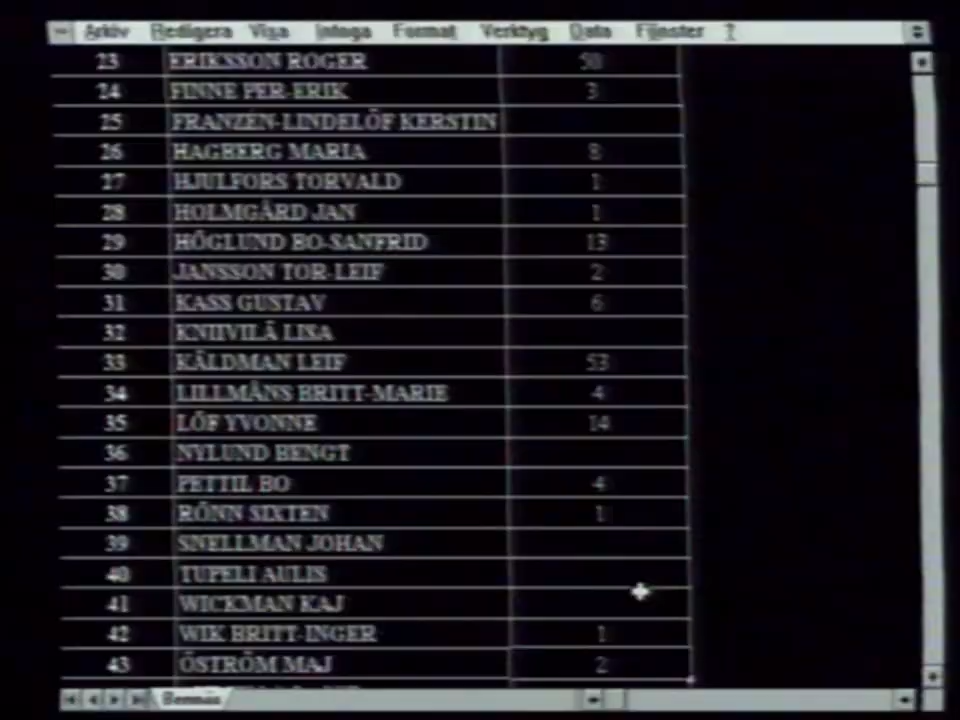 Arkiv Redigera Visa Infoga Format Verktyg Data Fönster ?
23 ERIKSSON ROGER 50
24 FINNE PER-ERIK 3
25 FRANZÉN-LINDELÖF KERSTIN
26 HAGBERG MARIA 8
27 HJULFORS TORVALD 1
28 HOLMGÅRD JAN 1
29 HÖGLUND BO-SANFRID 13
30 JANSSON TOR-LEIF 2
31 KASS GUSTAV 6
32 KNIIVILÄ LISA
33 KÄLDMAN LEIF 53
34 LILLMÅNS BRITT-MARIE 4
35 LÖF YVONNE 14
36 NYLUND BENGT
37 PETTIL BO 4
38 RÖNN SIXTEN 1
39 SNELLMAN JOHAN
40 TUPELI AULIS
41 WICKMAN KAJ
42 WIK BRITT-INGER 1
43 ÖSTRÖM MAJ 2
Bennäs